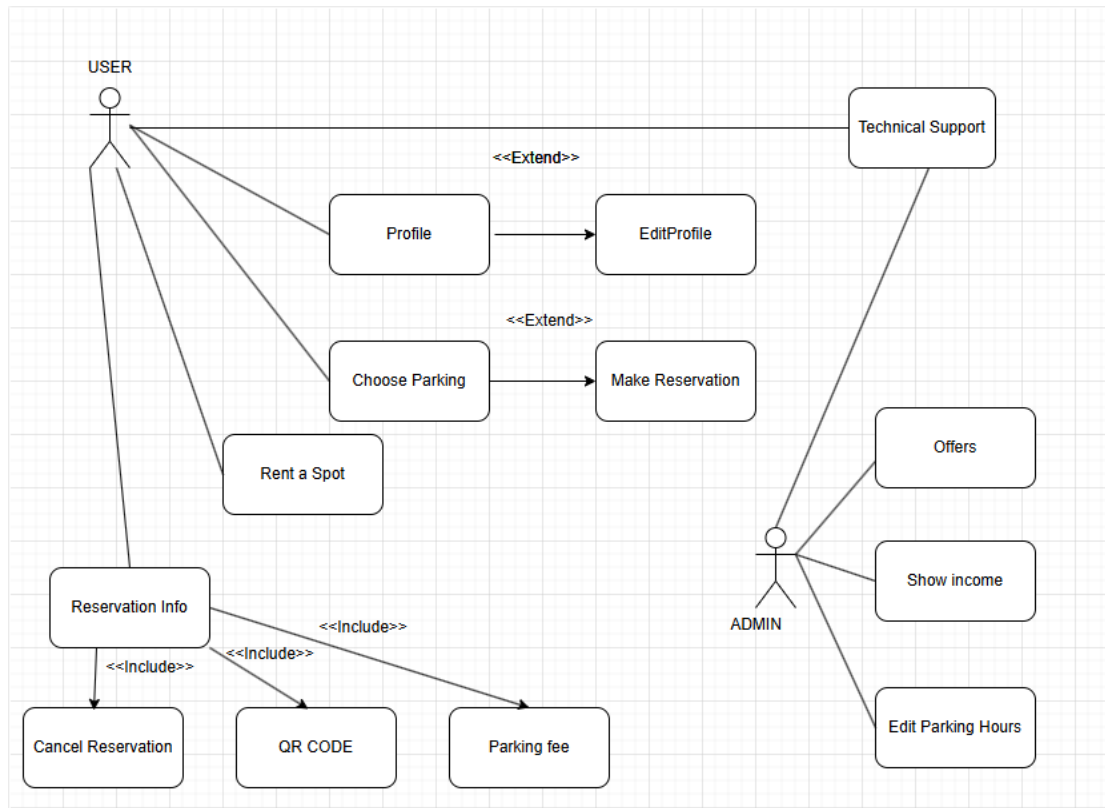 USER
Technical Support
<<Extend>>
Profile
EditProfile
<<Extend>>
Choose Parking
Make Reservation
Offers
Rent a Spot
Show income
Reservation Info
ADMIN
<<Include>>
<<Include>>
<<Include>>
Edit Parking Hours
Cancel Reservation
QR CODE
Parking fee